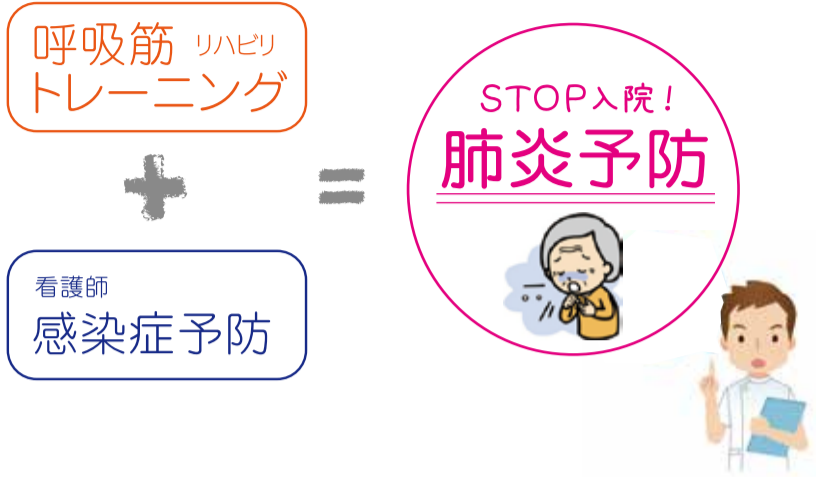 呼吸筋 リハビリ
トレーニング
+
=
看護師
感染症予防
STOP入院!
肺炎予防